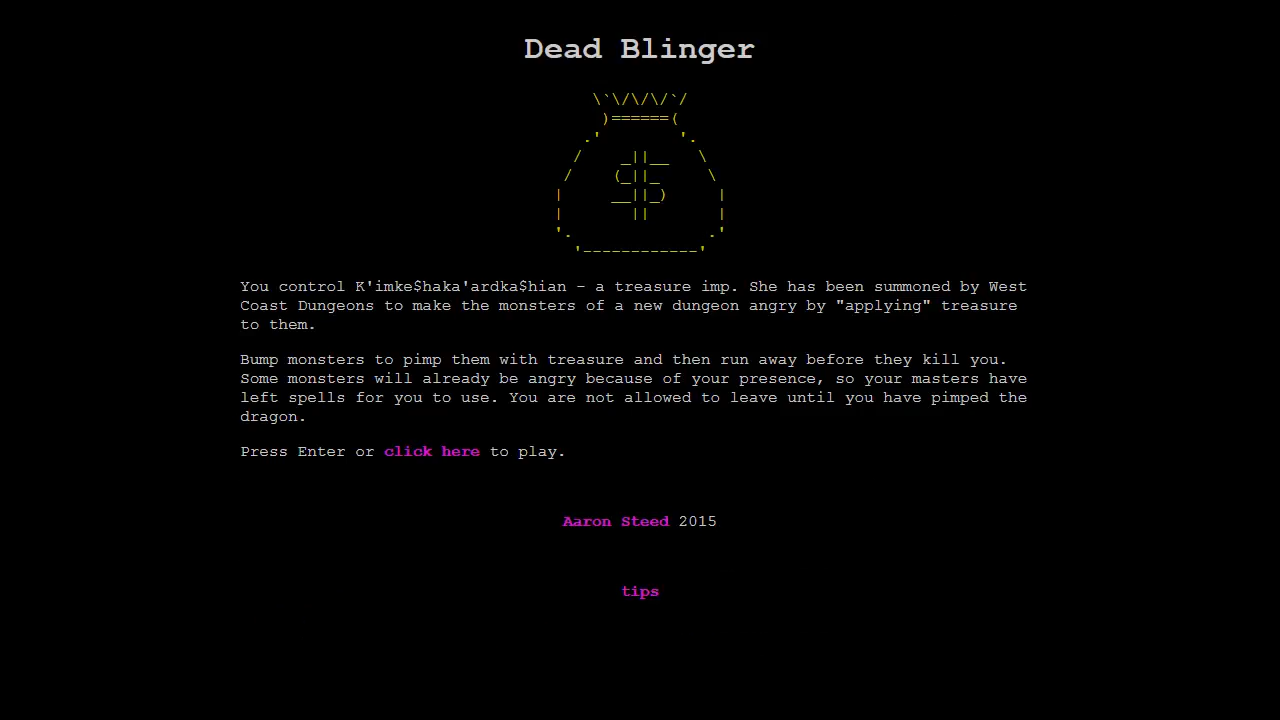 Dead Blinger
\`\/\/\/`/
)======(
.'        '.
/    _||__   \
/    (_||_     \
|     __||_)      |
|       ||       |
'.              .'
'------------'
You control K'imke$haka'ardka$hian - a treasure imp. She has been summoned by West
Coast Dungeons to make the monsters of a new dungeon angry by "applying" treasure
to them.
Bump monsters to pimp them with treasure and then run away before they kill you.
Some monsters will already be angry because of your presence, so your masters have
left spells for you to use. You are not allowed to leave until you have pimped the
dragon.
Press Enter or click here to play.
Aaron Steed 2015
tips